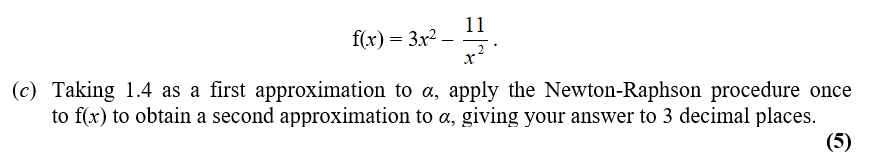 f(x) = 3x² – 11/x² .
(c) Taking 1.4 as a first approximation to α, apply the Newton-Raphson procedure once
to f(x) to obtain a second approximation to α, giving your answer to 3 decimal places.
(5)